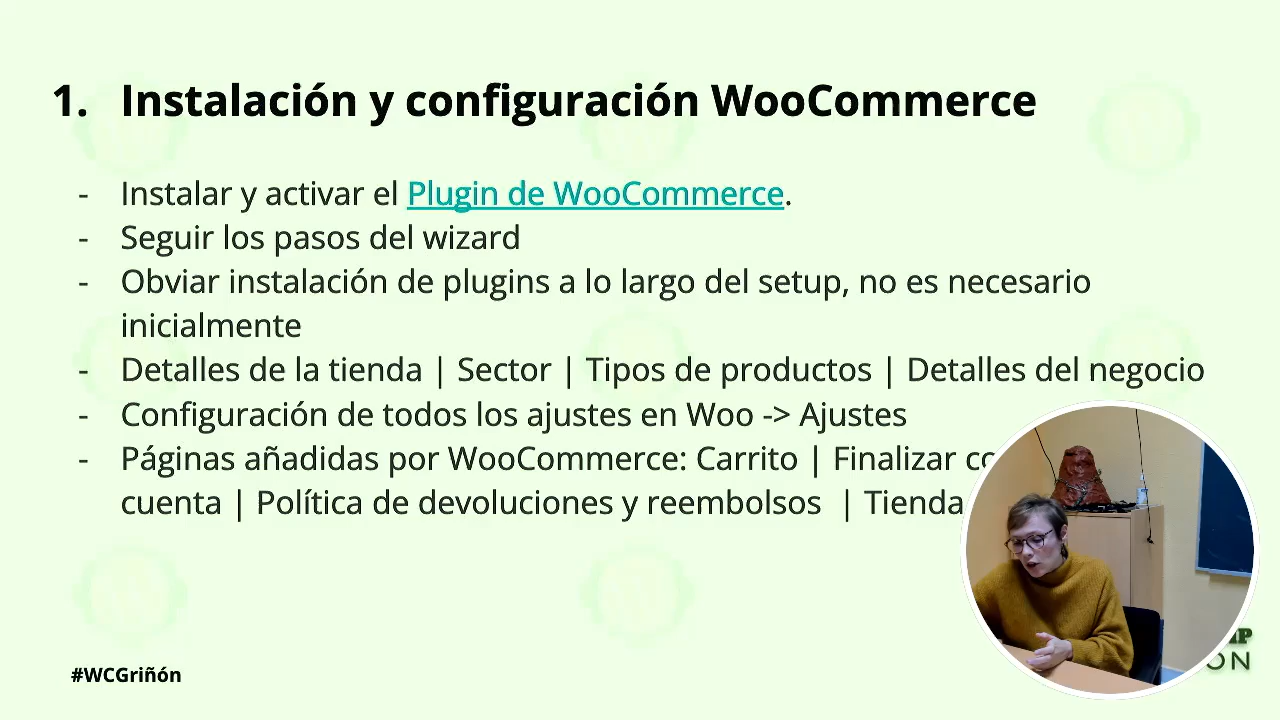 1. Instalación y configuración WooCommerce
- Instalar y activar el Plugin de WooCommerce.
- Seguir los pasos del wizard
- Obviar instalación de plugins a lo largo del setup, no es necesario
inicialmente
- Detalles de la tienda | Sector | Tipos de productos | Detalles del negocio
- Configuración de todos los ajustes en Woo -> Ajustes
- Páginas añadidas por WooCommerce: Carrito | Finalizar
cuenta | Política de devoluciones y reembolsos | Tienda
#WCGriñón